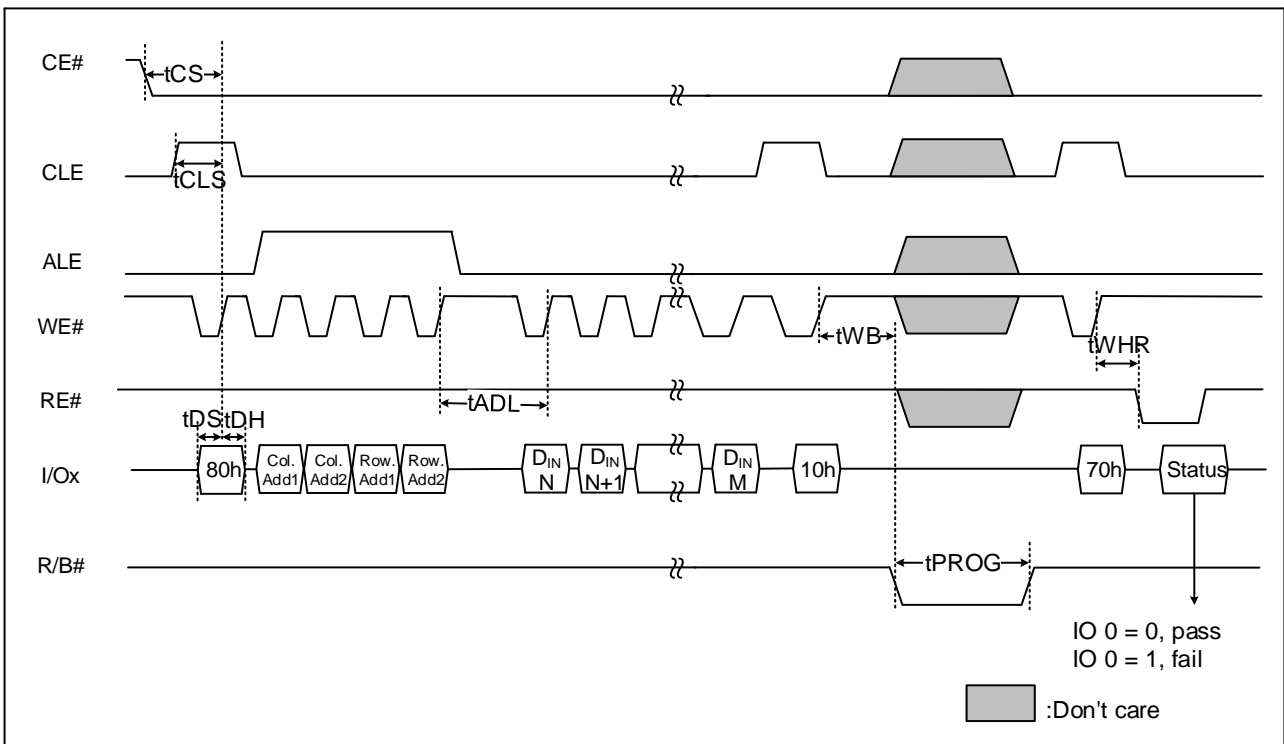 CE#
tCS
CLE
tCLS
ALE
WE#
tWB
tWHR
RE#
tADL
tDS tDH
I/Ox
80h
Col.
Add1
Col.
Add2
Row.
Add1
Row.
Add2
DIN
N
DIN
N+1
DIN
M
10h
70h
Status
R/B#
tPROG
IO 0 = 0, pass
IO 0 = 1, fail
:Don't care